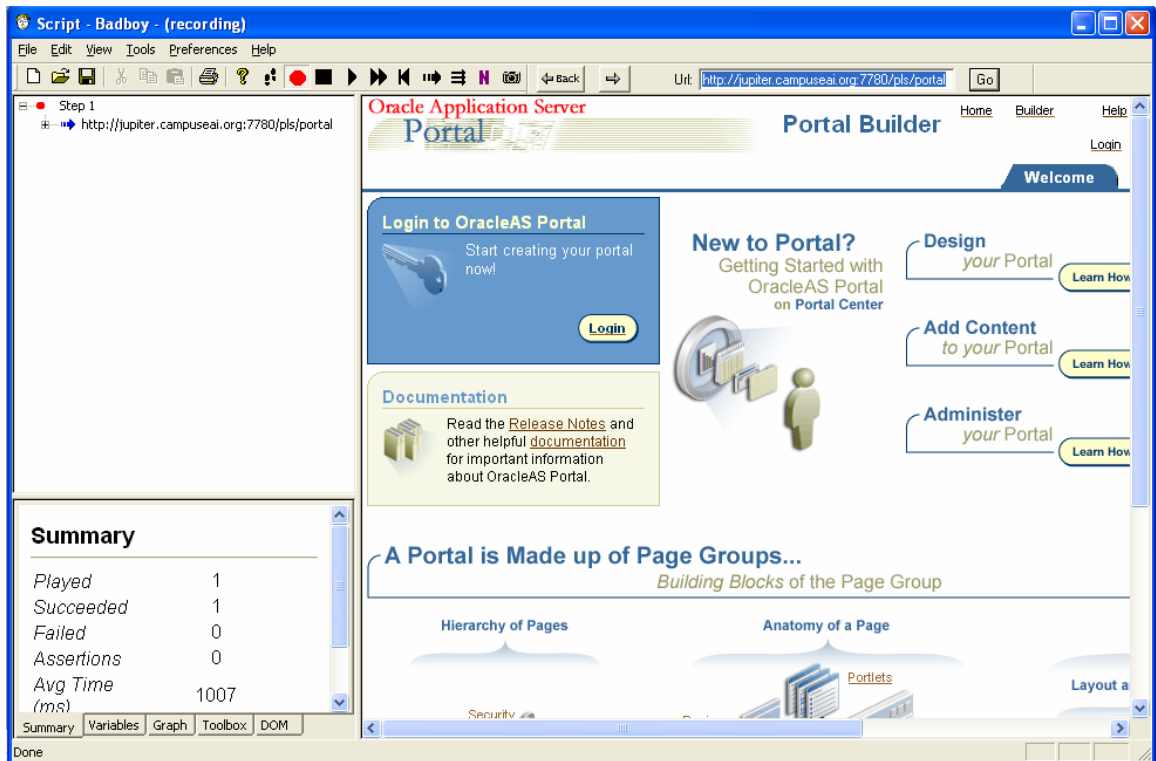 Script - Badboy - (recording)
File Edit View Tools Preferences Help
Back
Url: http://jupiter.campuseai.org:7780/pls/portal Go
Step 1
http://jupiter.campuseai.org:7780/pls/portal
Oracle Application Server
Portal
Portal Builder
Home Builder Help
Login
Welcome
Login to OracleAS Portal
Start creating your portal
now!
Login
Documentation
Read the Release Notes and
other helpful documentation
for important information
about OracleAS Portal.
New to Portal?
Getting Started with
OracleAS Portal
on Portal Center
Design
your Portal
Learn How
Add Content
to your Portal
Learn How
Administer
your Portal
Learn How
A Portal is Made up of Page Groups...
Building Blocks of the Page Group
Hierarchy of Pages
Anatomy of a Page
Portlets
Layout a
Security
Summary
Played 1
Succeeded 1
Failed 0
Assertions 0
Avg Time
(ms) 1007
Summary Variables Graph Toolbox DOM
Done